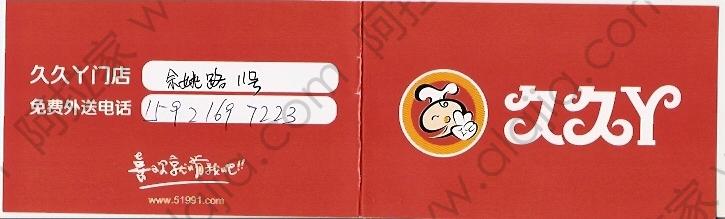 久久丫门店 余姚路 11号
免费外送电话 15921697223
喜欢就啃我吧!!
www.51991.com
久久丫